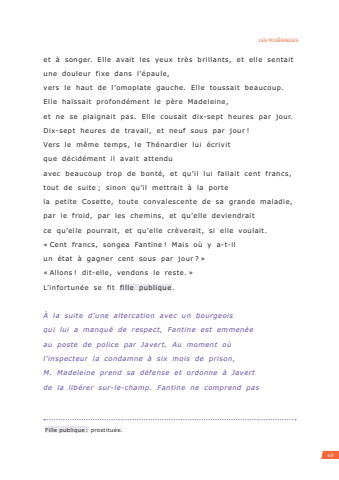 LES MISÉRABLES
et à songer. Elle avait les yeux très brillants, et elle sentait
une douleur fixe dans l'épaule,
vers le haut de l'omoplate gauche. Elle toussait beaucoup.
Elle haïssait profondément le père Madeleine,
et ne se plaignait pas. Elle cousait dix-sept heures par jour.
Dix-sept heures de travail, et neuf sous par jour !
Vers le même temps, le Thénardier lui écrivit
que décidément il avait attendu
avec beaucoup trop de bonté, et qu'il lui fallait cent francs,
tout de suite ; sinon qu'il mettrait à la porte
la petite Cosette, toute convalescente de sa grande maladie,
par le froid, par les chemins, et qu'elle deviendrait
ce qu'elle pourrait, et qu'elle crèverait, si elle voulait.
« Cent francs, songea Fantine ! Mais où y a-t-il
un état à gagner cent sous par jour ? »
« Allons ! dit-elle, vendons le reste. »
L'infortunée se fit fille publique.
À la suite d'une altercation avec un bourgeois
qui lui a manqué de respect, Fantine est emmenée
au poste de police par Javert. Au moment où
l'inspecteur la condamne à six mois de prison,
M. Madeleine prend sa défense et ordonne à Javert
de la libérer sur-le-champ. Fantine ne comprend pas
Fille publique : prostituée.